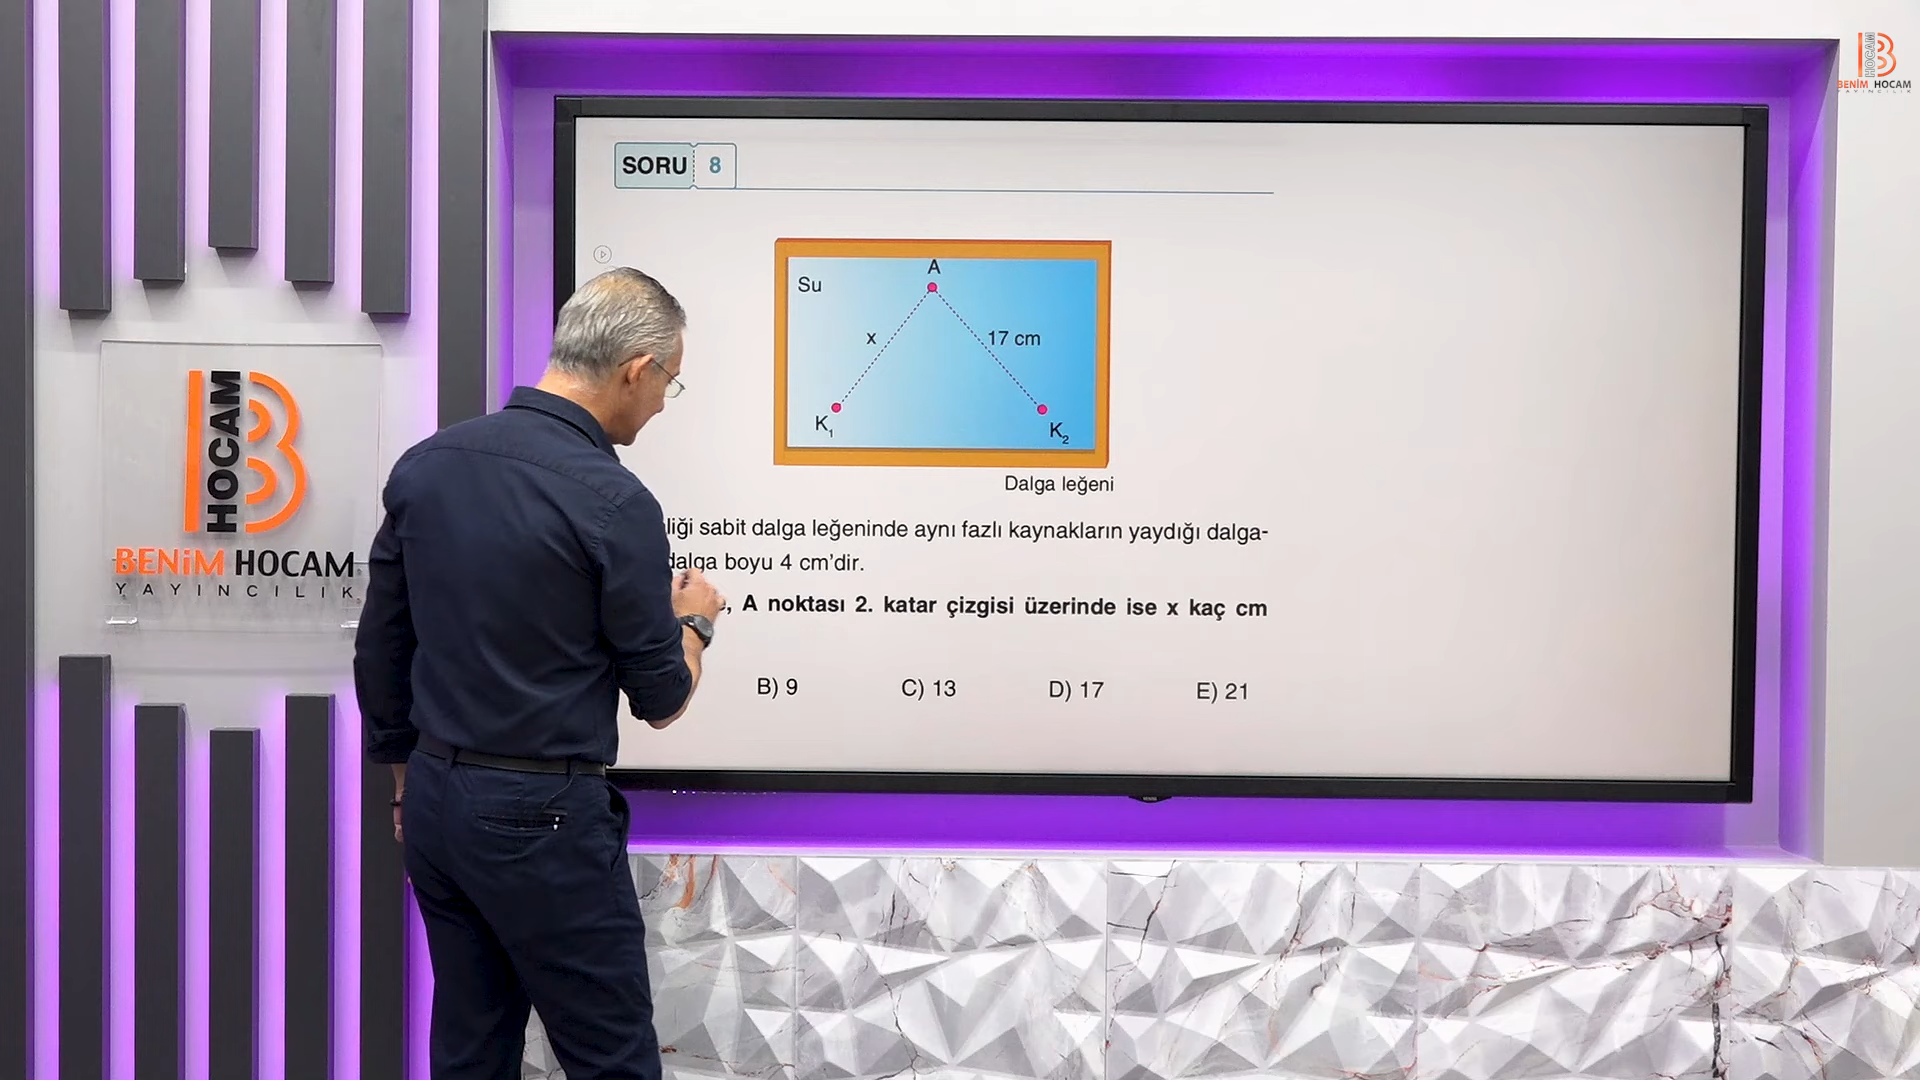 SORU 8
Su
A
x
17 cm
K₁
K₂
Dalga leğeni
sabit dalga leğeninde aynı fazlı kaynakların yaydığı dalga-
dalga boyu 4 cm'dir.
A noktası 2. katar çizgisi üzerinde ise x kaç cm
B) 9 C) 13 D) 17 E) 21
B HOCAM
BENİM HOCAM
YAYINCILIK
B HOCAM
BENİM HOCAM
YAYINCILIK